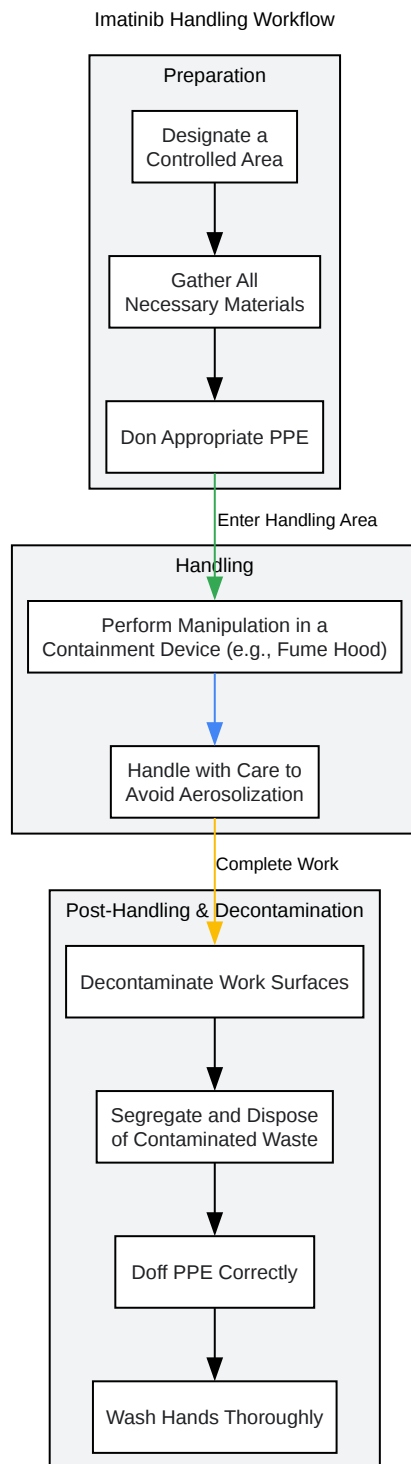 Imatinib Handling Workflow
Preparation
Designate a
Controlled Area
Gather All
Necessary Materials
Don Appropriate PPE
Enter Handling Area
Handling
Perform Manipulation in a
Containment Device (e.g., Fume Hood)
Handle with Care to
Avoid Aerosolization
Complete Work
Post-Handling & Decontamination
Decontaminate Work Surfaces
Segregate and Dispose
of Contaminated Waste
Doff PPE Correctly
Wash Hands Thoroughly